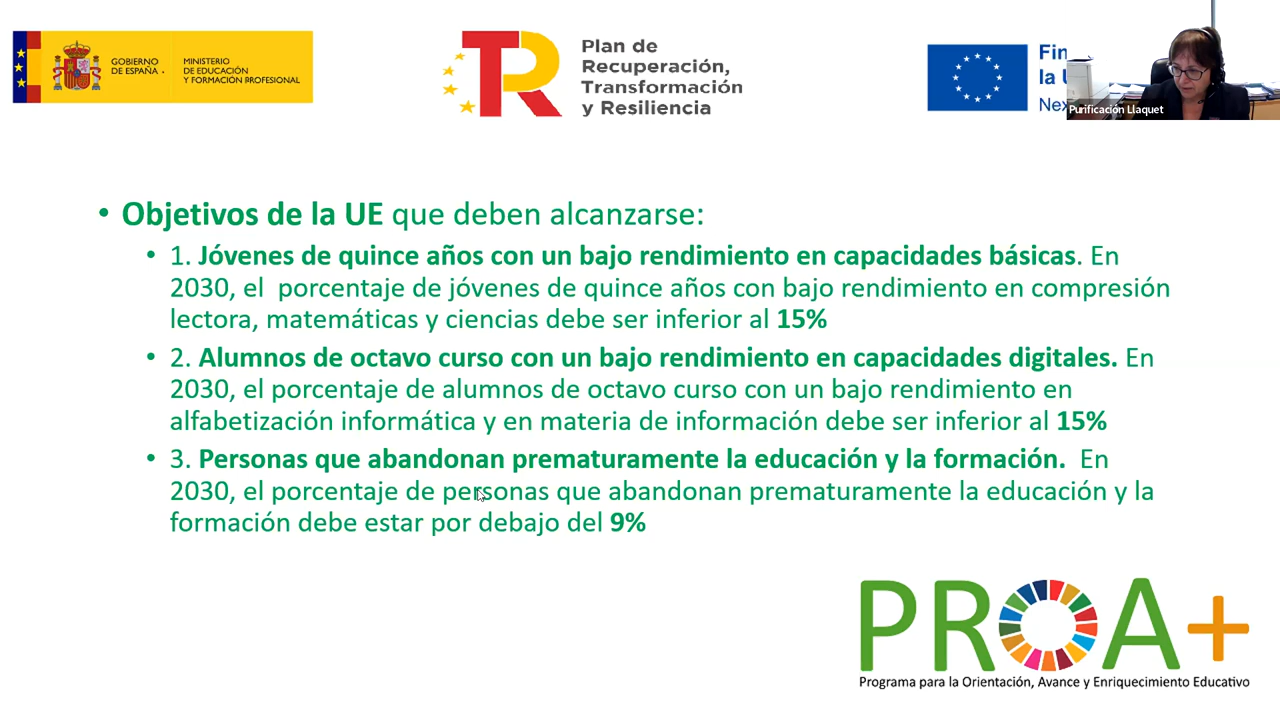 GOBIERNO
DE ESPAÑA
MINISTERIO
DE EDUCACIÓN
Y FORMACIÓN PROFESIONAL
TR
Plan de
Recuperación,
Transformación
y Resiliencia
Fin
la U
Nex
Purificación Llaquet
• Objetivos de la UE que deben alcanzarse:
• 1. Jóvenes de quince años con un bajo rendimiento en capacidades básicas. En
2030, el porcentaje de jóvenes de quince años con bajo rendimiento en compresión
lectora, matemáticas y ciencias debe ser inferior al 15%
• 2. Alumnos de octavo curso con un bajo rendimiento en capacidades digitales. En
2030, el porcentaje de alumnos de octavo curso con un bajo rendimiento en
alfabetización informática y en materia de información debe ser inferior al 15%
• 3. Personas que abandonan prematuramente la educación y la formación. En
2030, el porcentaje de personas que abandonan prematuramente la educación y la
formación debe estar por debajo del 9%
PROA+
Programa para la Orientación, Avance y Enriquecimiento Educativo